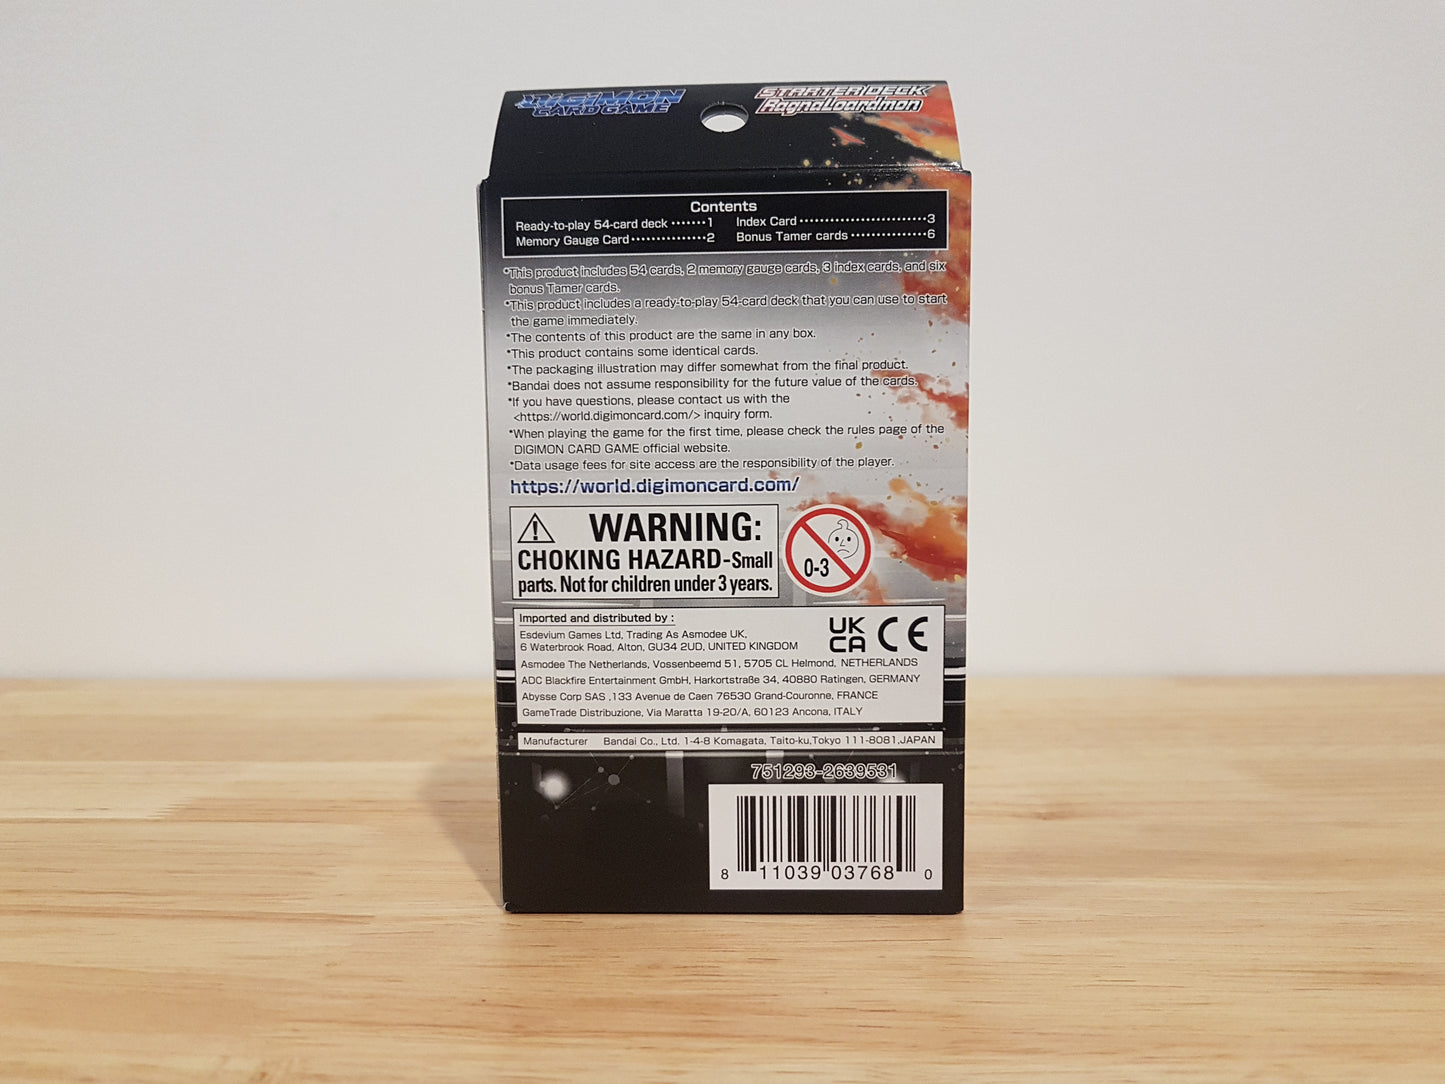 DIGIMON
CARD GAME
STARTER DECK
RagnaLoardmon
Contents
Ready-to-play 54-card deck ·······1
Memory Gauge Card···············2
Index Card··························3
Bonus Tamer cards ···············6
*This product includes 54 cards, 2 memory gauge cards, 3 index cards, and six
bonus Tamer cards.
*This product includes a ready-to-play 54-card deck that you can use to start
the game immediately.
*The contents of this product are the same in any box.
*This product contains some identical cards.
*The packaging illustration may differ somewhat from the final product.
*Bandai does not assume responsibility for the future value of the cards.
*If you have questions, please contact us with the
<https://world.digimoncard.com/> inquiry form.
*When playing the game for the first time, please check the rules page of the
DIGIMON CARD GAME official website.
*Data usage fees for site access are the responsibility of the player.
https://world.digimoncard.com/
WARNING:
CHOKING HAZARD-Small
parts. Not for children under 3 years.
0-3
Imported and distributed by :
Esdevium Games Ltd, Trading As Asmodee UK,
6 Waterbrook Road, Alton, GU34 2UD, UNITED KINGDOM
UK
CA
CE
Asmodee The Netherlands, Vossenbeemd 51, 5705 CL Helmond, NETHERLANDS
ADC Blackfire Entertainment GmbH, Harkortstraße 34, 40880 Ratingen, GERMANY
Abysse Corp SAS ,133 Avenue de Caen 76530 Grand-Couronne, FRANCE
GameTrade Distribuzione, Via Maratta 19-20/A, 60123 Ancona, ITALY
Manufacturer Bandai Co., Ltd. 1-4-8 Komagata, Taito-ku,Tokyo 111-8081,JAPAN
751293-2639531
8 11039 03768 0